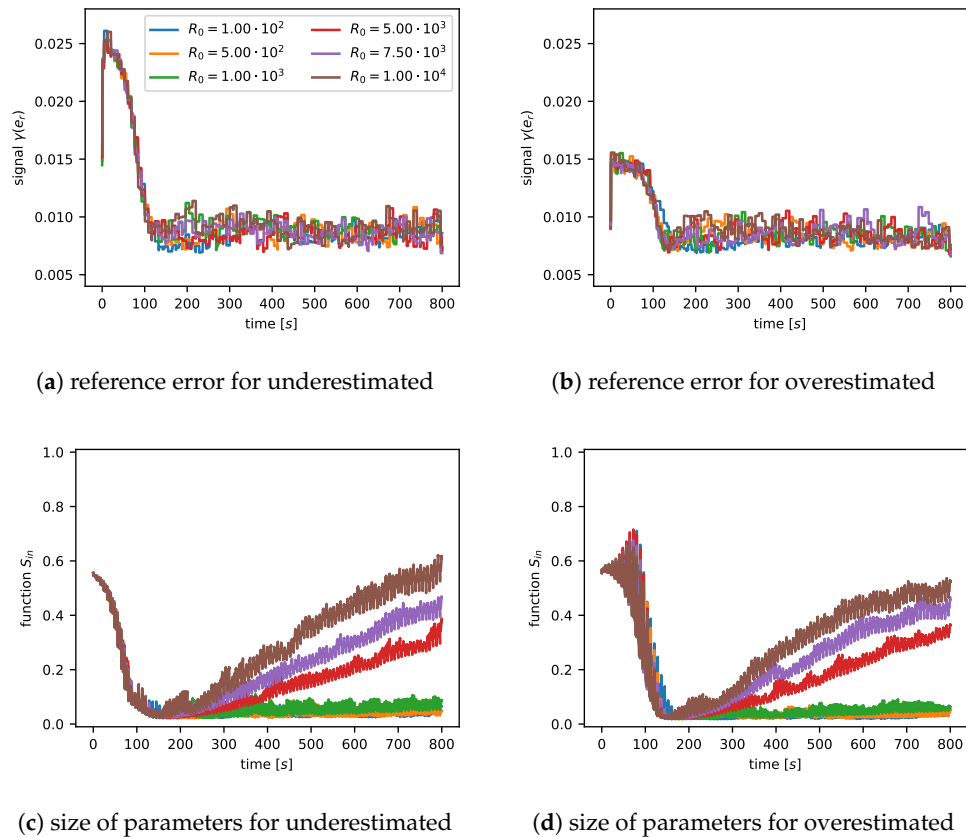 0.025
0.020
0.015
0.010
0.005
signal γ(e_r)
R_0 = 1.00 · 10^2
R_0 = 5.00 · 10^2
R_0 = 1.00 · 10^3
R_0 = 5.00 · 10^3
R_0 = 7.50 · 10^3
R_0 = 1.00 · 10^4
0 100 200 300 400 500 600 700 800
time [s]
(a) reference error for underestimated
0.025
0.020
0.015
0.010
0.005
signal γ(e_r)
0 100 200 300 400 500 600 700 800
time [s]
(b) reference error for overestimated
1.0
0.8
0.6
0.4
0.2
0.0
function S_in
0 100 200 300 400 500 600 700 800
time [s]
(c) size of parameters for underestimated
1.0
0.8
0.6
0.4
0.2
0.0
function S_in
0 100 200 300 400 500 600 700 800
time [s]
(d) size of parameters for overestimated